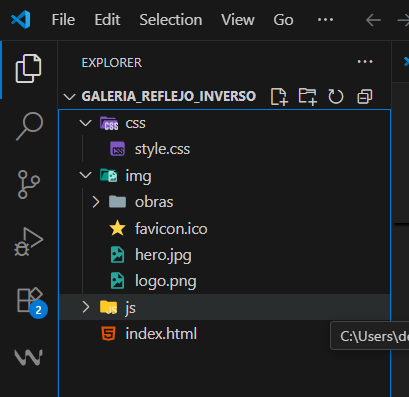 File Edit Selection View Go ···
EXPLORER ···
GALERIA_REFLEJO_INVERSO
css
style.css
img
obras
favicon.ico
hero.jpg
logo.png
js
index.html
2
C:\Users\de